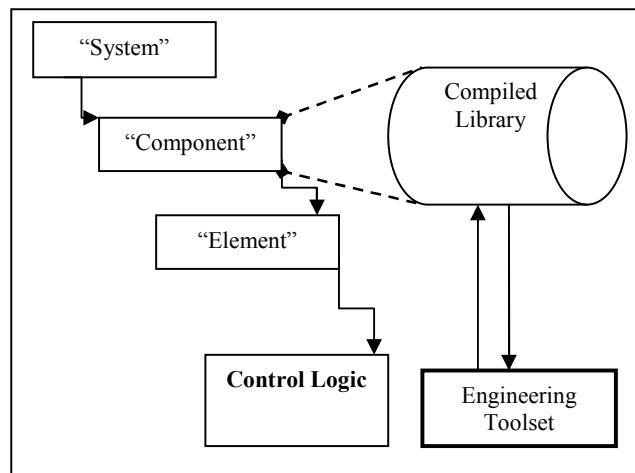 “System”
Compiled
Library
“Component”
“Element”
Control Logic
Engineering
Toolset